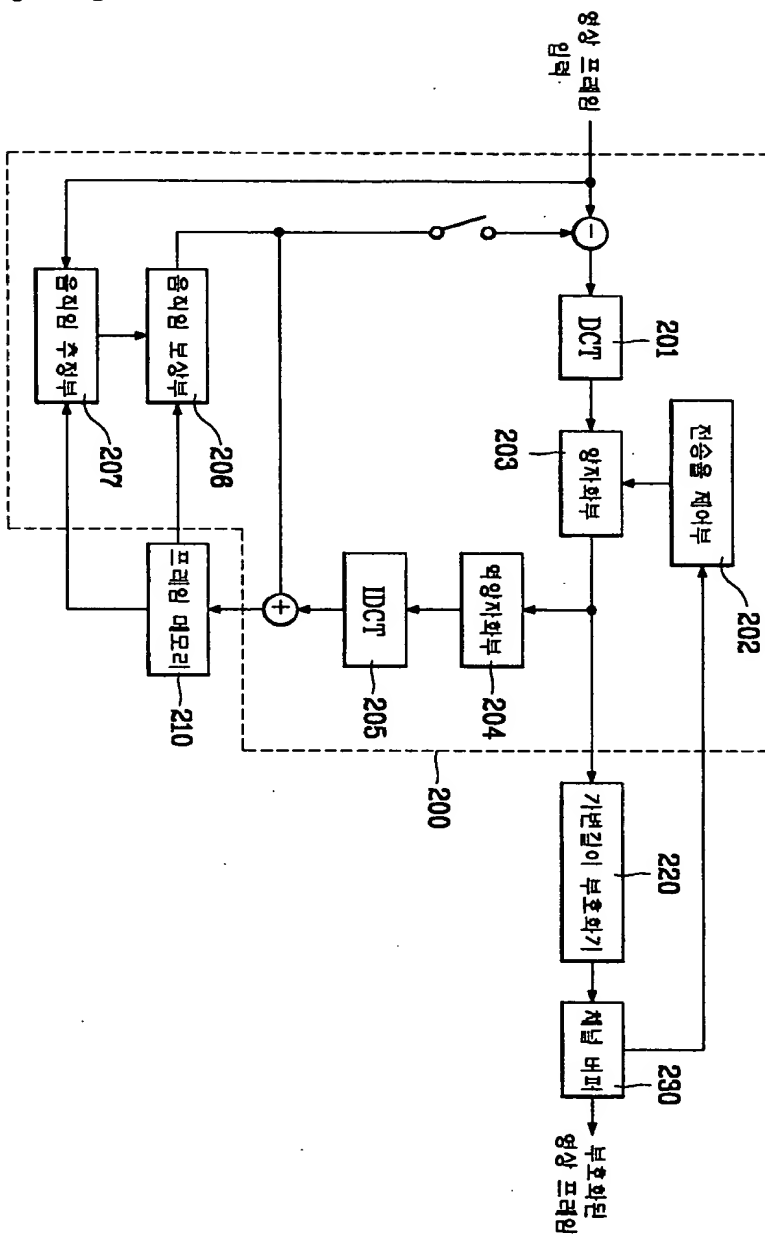 영상 프레임
입력
DCT
201
전송율 제어부
202
양자화부
203
역양자화부
204
IDCT
205
움직임 보상부
206
움직임 추정부
207
프레임 메모리
210
200
가변길이 부호화기
220
채널 버퍼
230
부호화된
영상 프레임